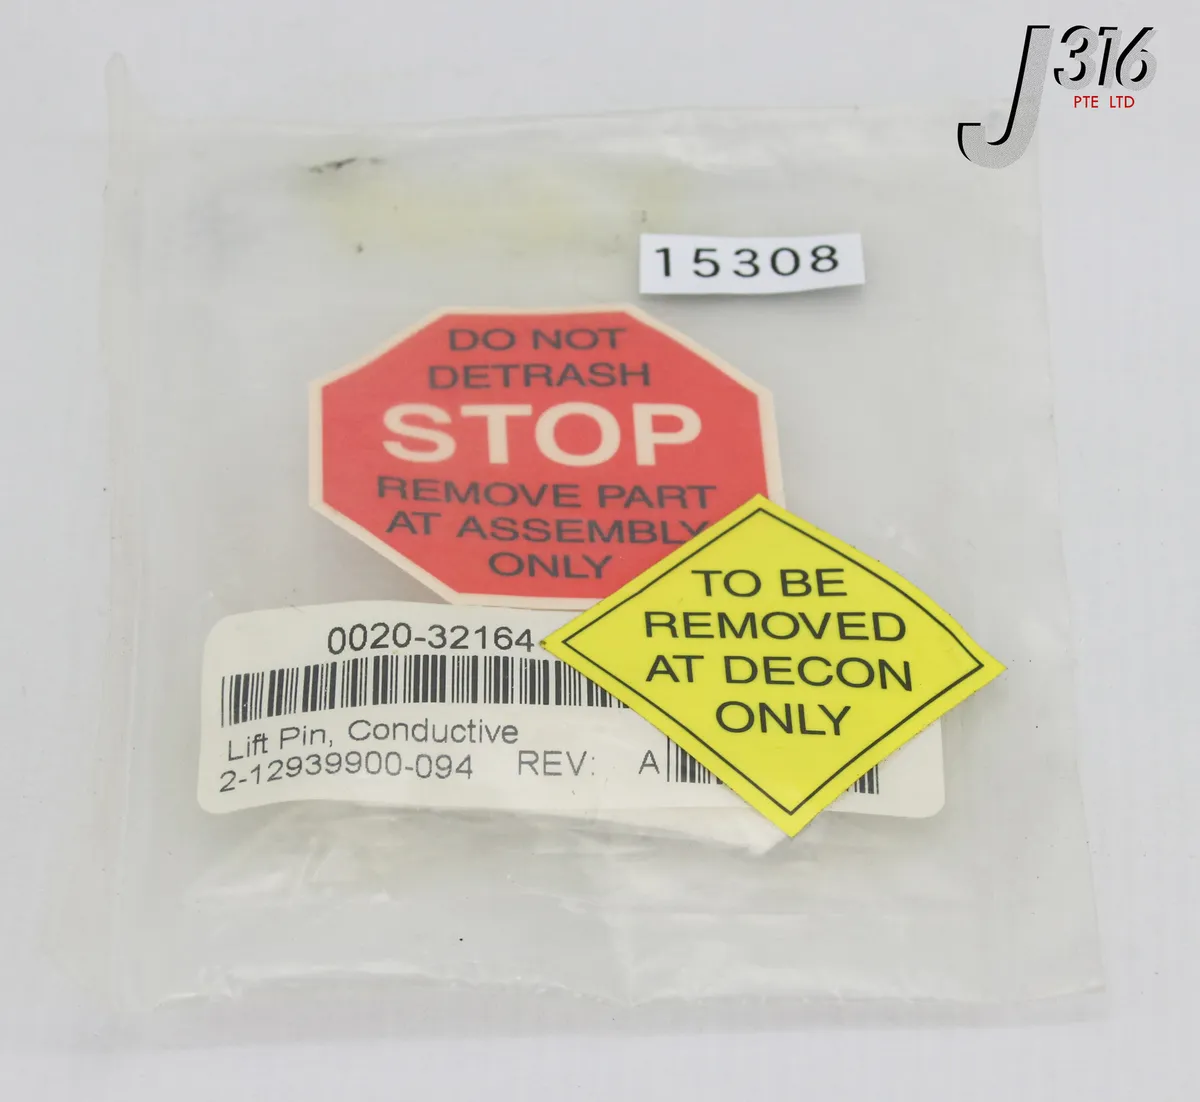 J316
PTE LTD
15308
DO NOT
DETRASH
STOP
REMOVE PART
AT ASSEMBLY
ONLY
TO BE
REMOVED
AT DECON
ONLY
0020-32164
Lift Pin, Conductive
2-12939900-094 REV: A